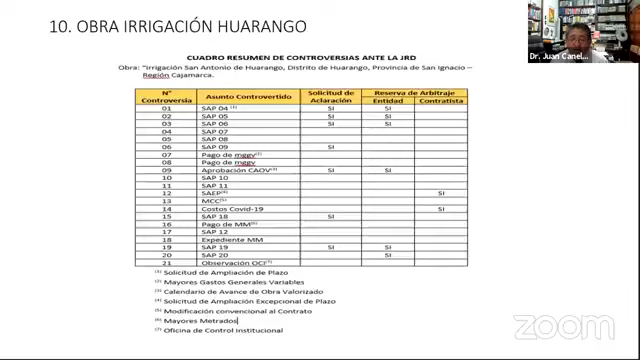 10. OBRA IRRIGACIÓN HUARANGO
Dr. Juan Canel...
CUADRO RESUMEN DE CONTROVERSIAS ANTE LA JRD
Obra: "Irrigación San Antonio de Huarango, Distrito de Huarango, Provincia de San Ignacio –
Región Cajamarca.
N° Controversia Asunto Controvertido Solicitud de Aclaración Reserva de Arbitraje
Entidad Contratista
01 SAP 04 (1) SI SI
02 SAP 05 SI SI
03 SAP 06 SI SI
04 SAP 07
05 SAP 08
06 SAP 09 SI
07 Pago de mggv(2)
08 Pago de mggv
09 Aprobación CAOV(3) SI SI
10 SAP 10
11 SAP 11
12 SAEP(4) SI
13 MCC(5)
14 Costos Covid-19 SI
15 SAP 18 SI
16 Pago de MM(6)
17 SAP 12
18 Expediente MM
19 SAP 19 SI SI
20 SAP 20 SI
21 Observación OCI(7)
(1) Solicitud de Ampliación de Plazo
(2) Mayores Gastos Generales Variables
(3) Calendario de Avance de Obra Valorizado
(4) Solicitud de Ampliación Excepcional de Plazo
(5) Modificación convencional al Contrato
(6) Mayores Metrados
(7) Oficina de Control Institucional
zoom